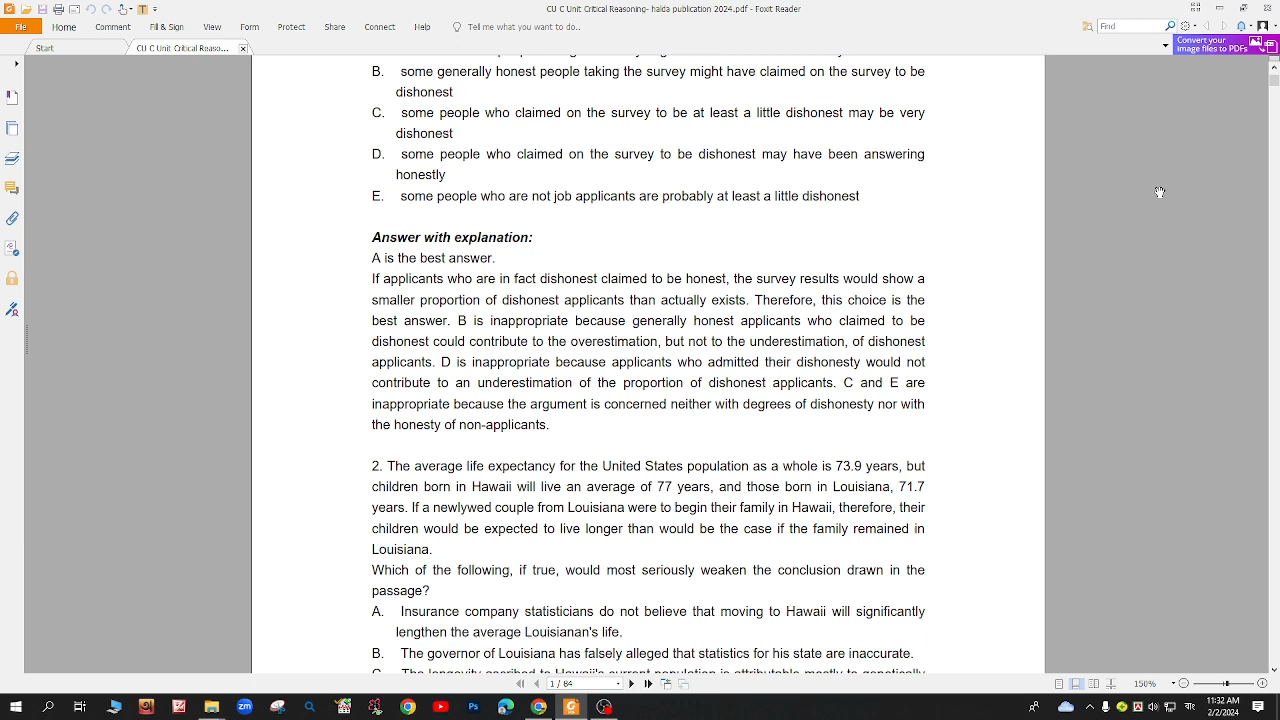 CU C Unit Critical Reasoning- halda publication 2024.pdf - Foxit Reader
File Home Comment Fill & Sign View Form Protect Share Connect Help Tell me what you want to do..
Find
Start CU C Unit Critical Reaso...
Convert your
image files to PDFs
B. some generally honest people taking the survey might have claimed on the survey to be
dishonest
C. some people who claimed on the survey to be at least a little dishonest may be very
dishonest
D. some people who claimed on the survey to be dishonest may have been answering
honestly
E. some people who are not job applicants are probably at least a little dishonest
Answer with explanation:
A is the best answer.
If applicants who are in fact dishonest claimed to be honest, the survey results would show a
smaller proportion of dishonest applicants than actually exists. Therefore, this choice is the
best answer. B is inappropriate because generally honest applicants who claimed to be
dishonest could contribute to the overestimation, but not to the underestimation, of dishonest
applicants. D is inappropriate because applicants who admitted their dishonesty would not
contribute to an underestimation of the proportion of dishonest applicants. C and E are
inappropriate because the argument is concerned neither with degrees of dishonesty nor with
the honesty of non-applicants.
2. The average life expectancy for the United States population as a whole is 73.9 years, but
children born in Hawaii will live an average of 77 years, and those born in Louisiana, 71.7
years. If a newlywed couple from Louisiana were to begin their family in Hawaii, therefore, their
children would be expected to live longer than would be the case if the family remained in
Louisiana.
Which of the following, if true, would most seriously weaken the conclusion drawn in the
passage?
A. Insurance company statisticians do not believe that moving to Hawaii will significantly
lengthen the average Louisianan's life.
B. The governor of Louisiana has falsely alleged that statistics for his state are inaccurate.
C. The longevity ascribed to Hawaii's current population is attributable mostly to genetically
1 / 84
150%
11:32 AM
2/2/2024